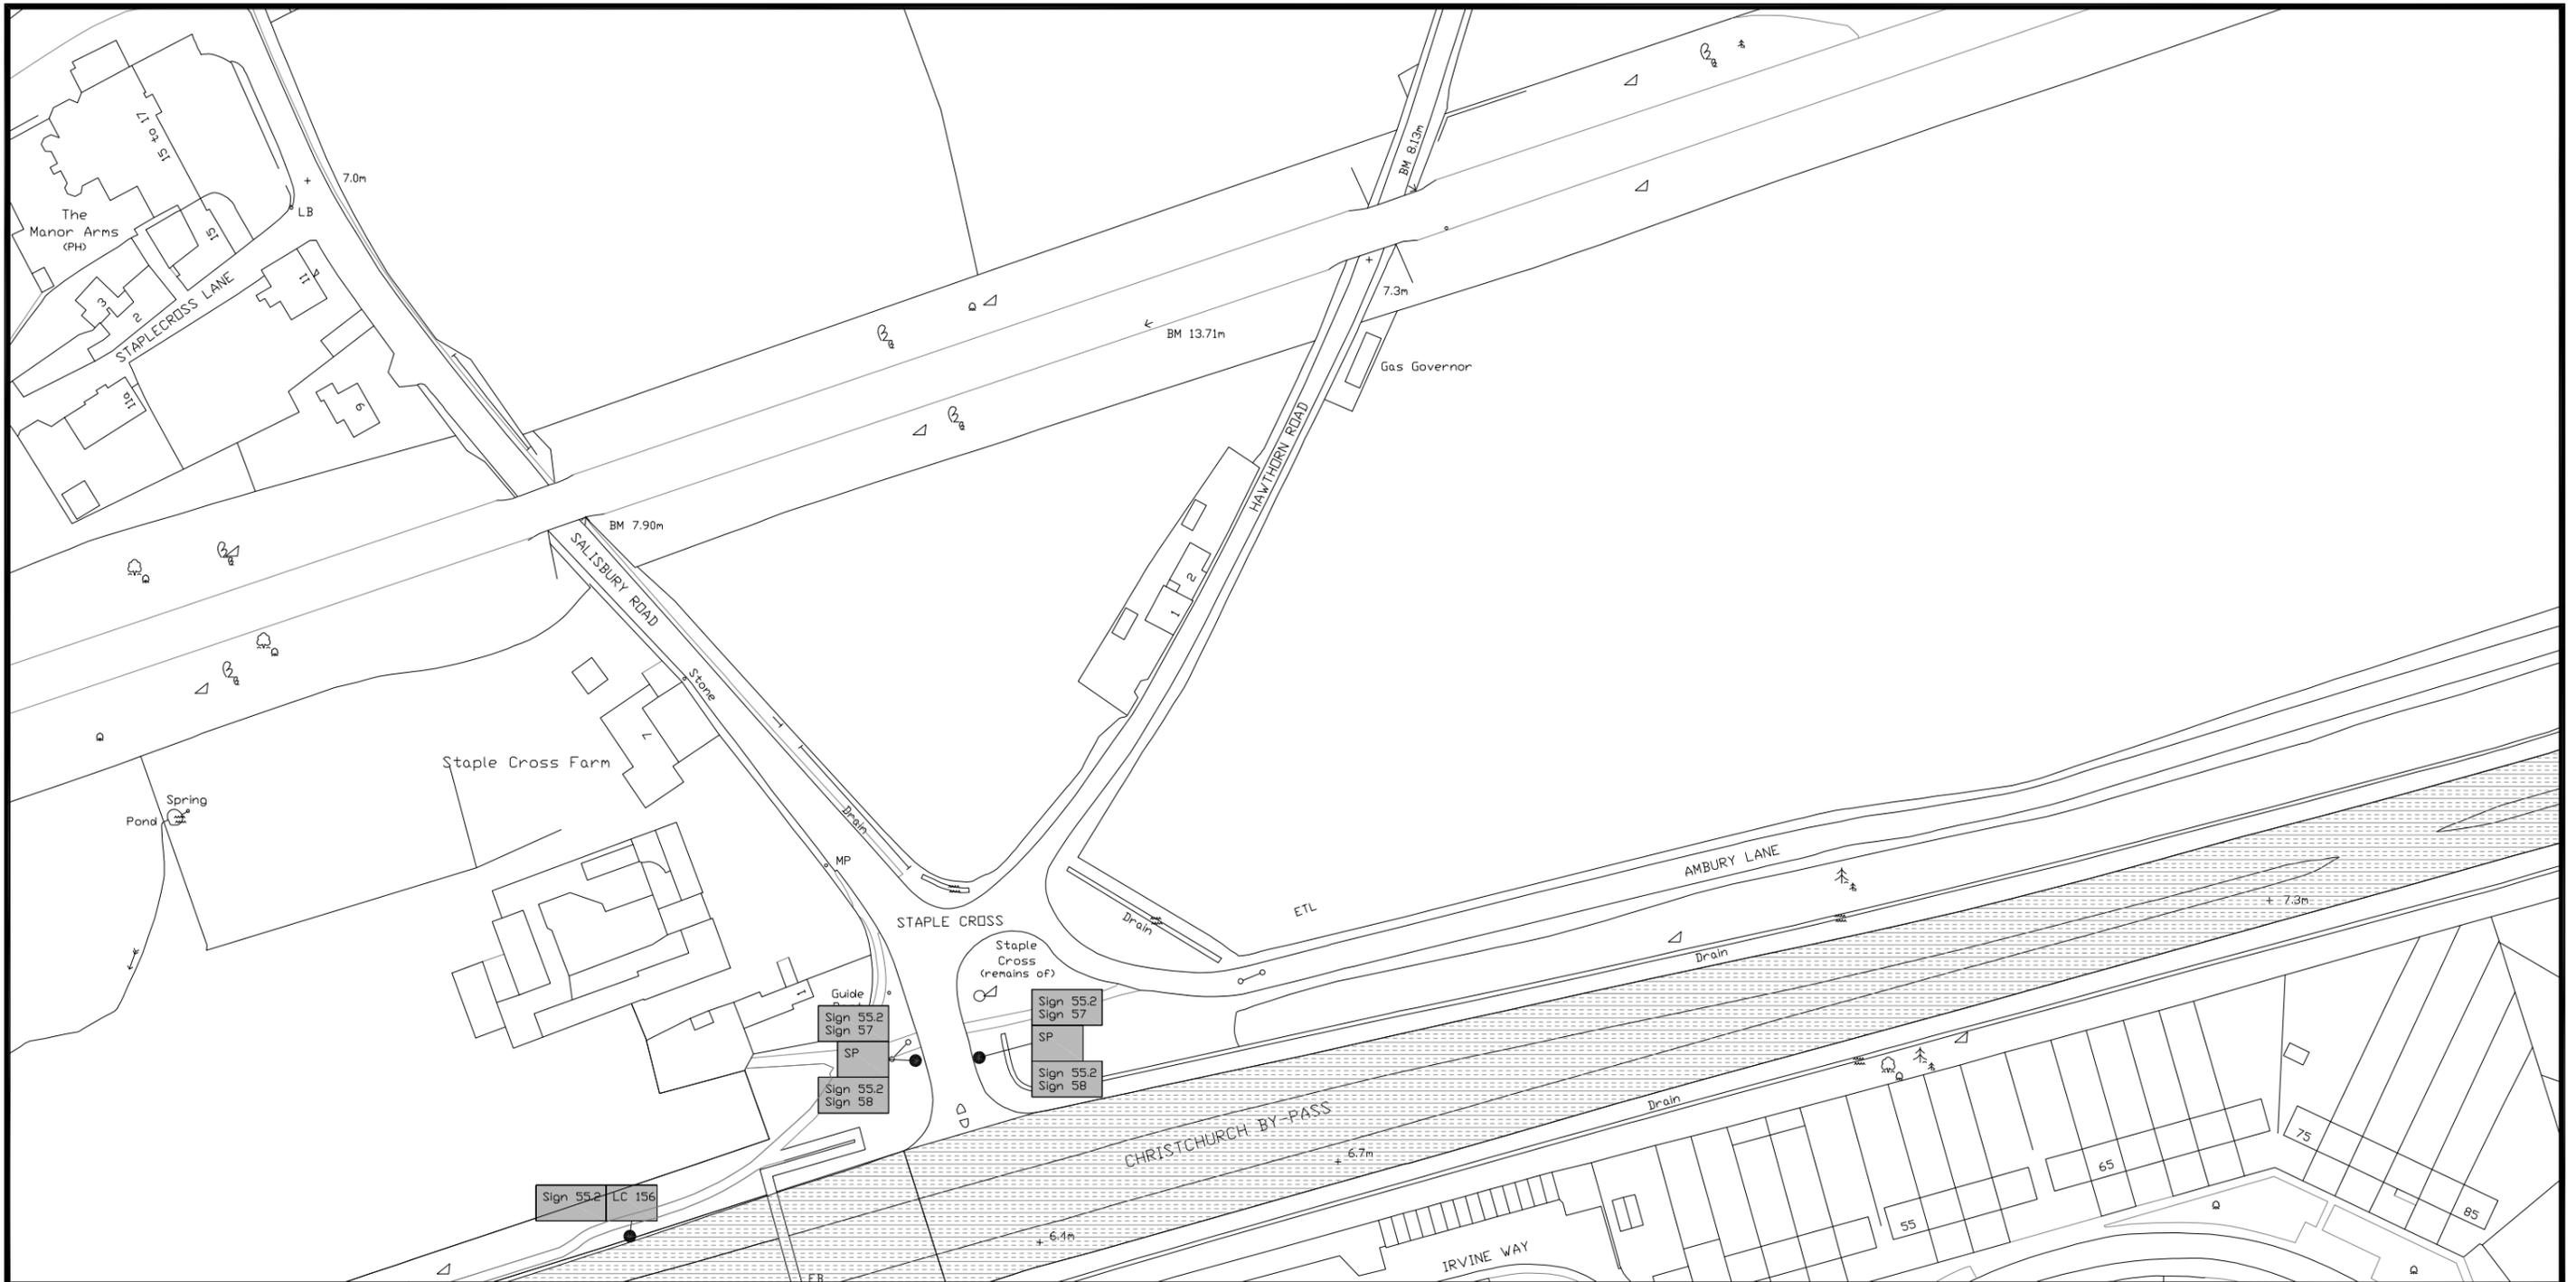 15 to 17
7.0m
LB
The
Manor Arms
(PH)
15
11
3
2
STAPLECROSS LANE
11a
9
BM 8.13m
7.3m
BM 13.71m
Gas Governor
HAWTHORN ROAD
BM 7.90m
SALISBURY ROAD
2
1
Stone
7
Staple Cross Farm
Spring
Pond
Drain
MP
AMBURY LANE
ETL
STAPLE CROSS
Drain
Staple
Cross
(remains of)
7.3m
Drain
1
Guide
Sign 55.2
Sign 57
SP
Sign 55.2
Sign 58
Sign 55.2
Sign 57
SP
Sign 55.2
Sign 58
CHRISTCHURCH BY-PASS
Drain
6.7m
75
65
85
55
Sign 55.2
LC 156
6.4m
IRVINE WAY
FB